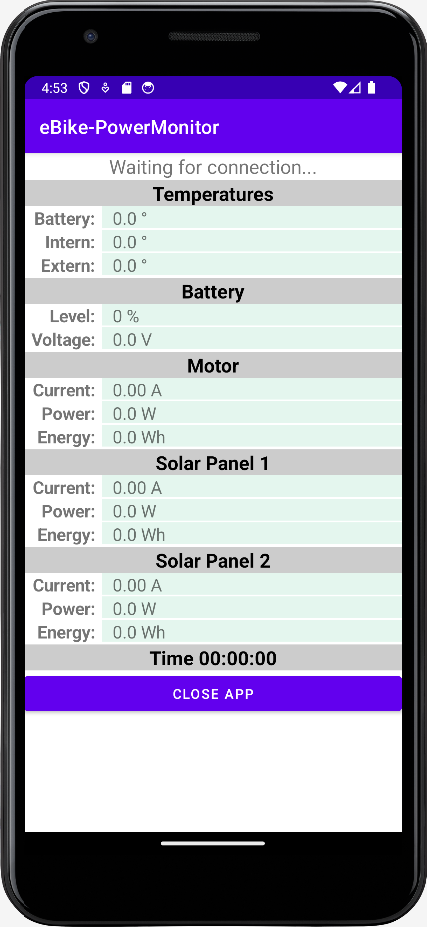 4:53
eBike-PowerMonitor
Waiting for connection...
Temperatures
Battery: 0.0 °
Intern: 0.0 °
Extern: 0.0 °
Battery
Level: 0 %
Voltage: 0.0 V
Motor
Current: 0.00 A
Power: 0.0 W
Energy: 0.0 Wh
Solar Panel 1
Current: 0.00 A
Power: 0.0 W
Energy: 0.0 Wh
Solar Panel 2
Current: 0.00 A
Power: 0.0 W
Energy: 0.0 Wh
Time 00:00:00
CLOSE APP